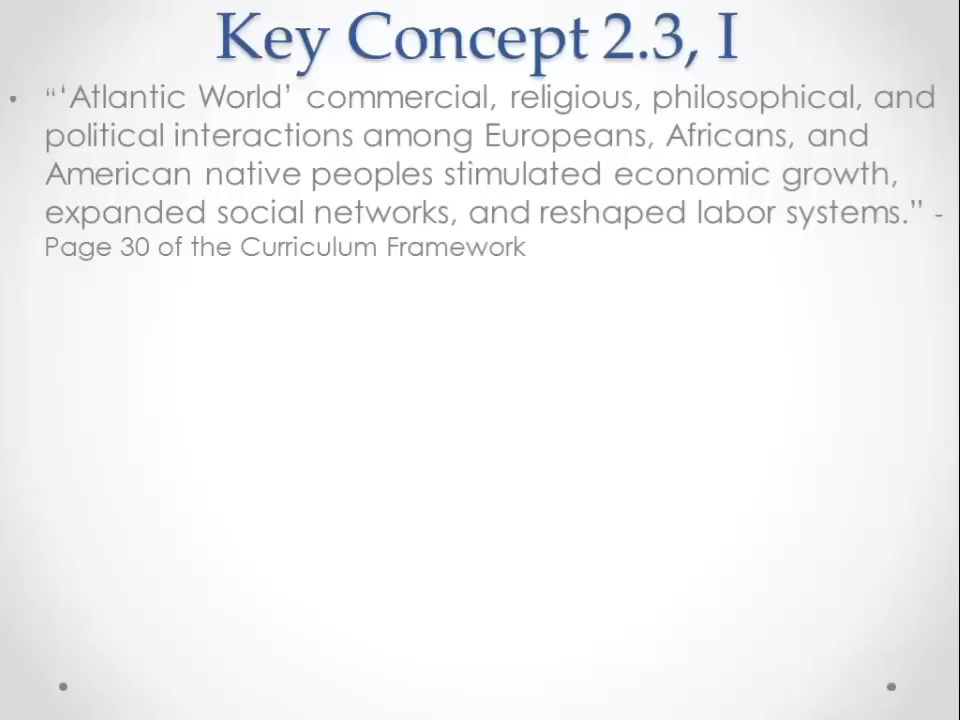 Key Concept 2.3, I
• “‘Atlantic World’ commercial, religious, philosophical, and
political interactions among Europeans, Africans, and
American native peoples stimulated economic growth,
expanded social networks, and reshaped labor systems.” -
Page 30 of the Curriculum Framework